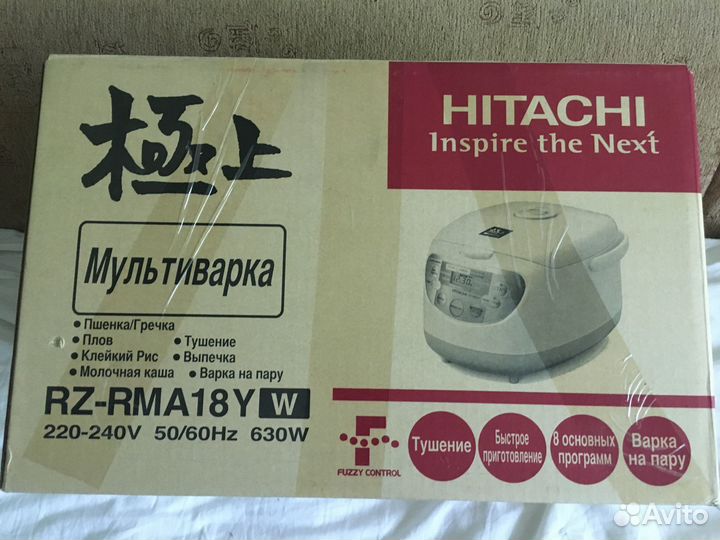 極上
HITACHI
Inspire the Next
Мультиварка
• Пшенка/Гречка
• Плов • Тушение
• Клейкий Рис • Выпечка
• Молочная каша • Варка на пару
RZ-RMA18Y W
220-240V 50/60Hz 630W
FUZZY CONTROL
Тушение
Быстрое
приготовление
8 основных
программ
Варка
на пару
Avito